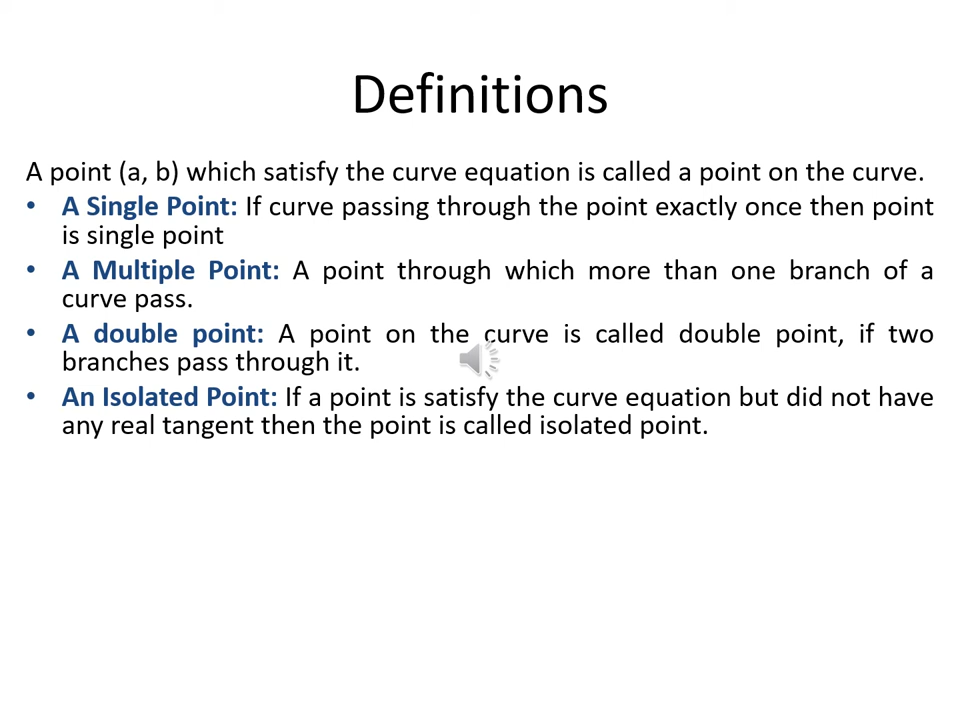 Definitions
A point (a, b) which satisfy the curve equation is called a point on the curve.
• A Single Point: If curve passing through the point exactly once then point
is single point
• A Multiple Point: A point through which more than one branch of a
curve pass.
• A double point: A point on the curve is called double point, if two
branches pass through it.
• An Isolated Point: If a point is satisfy the curve equation but did not have
any real tangent then the point is called isolated point.